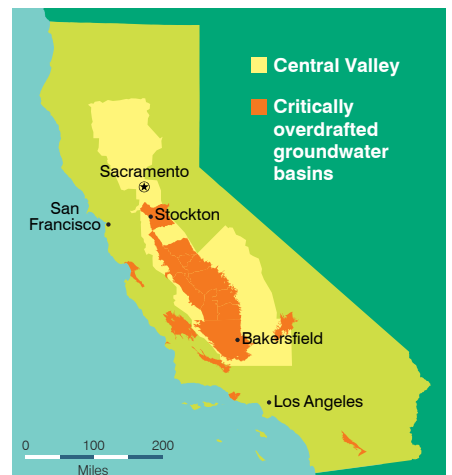 Central Valley
Critically
overdrafted
groundwater
basins
Sacramento
San
Francisco
Stockton
Bakersfield
Los Angeles
0 100 200
Miles